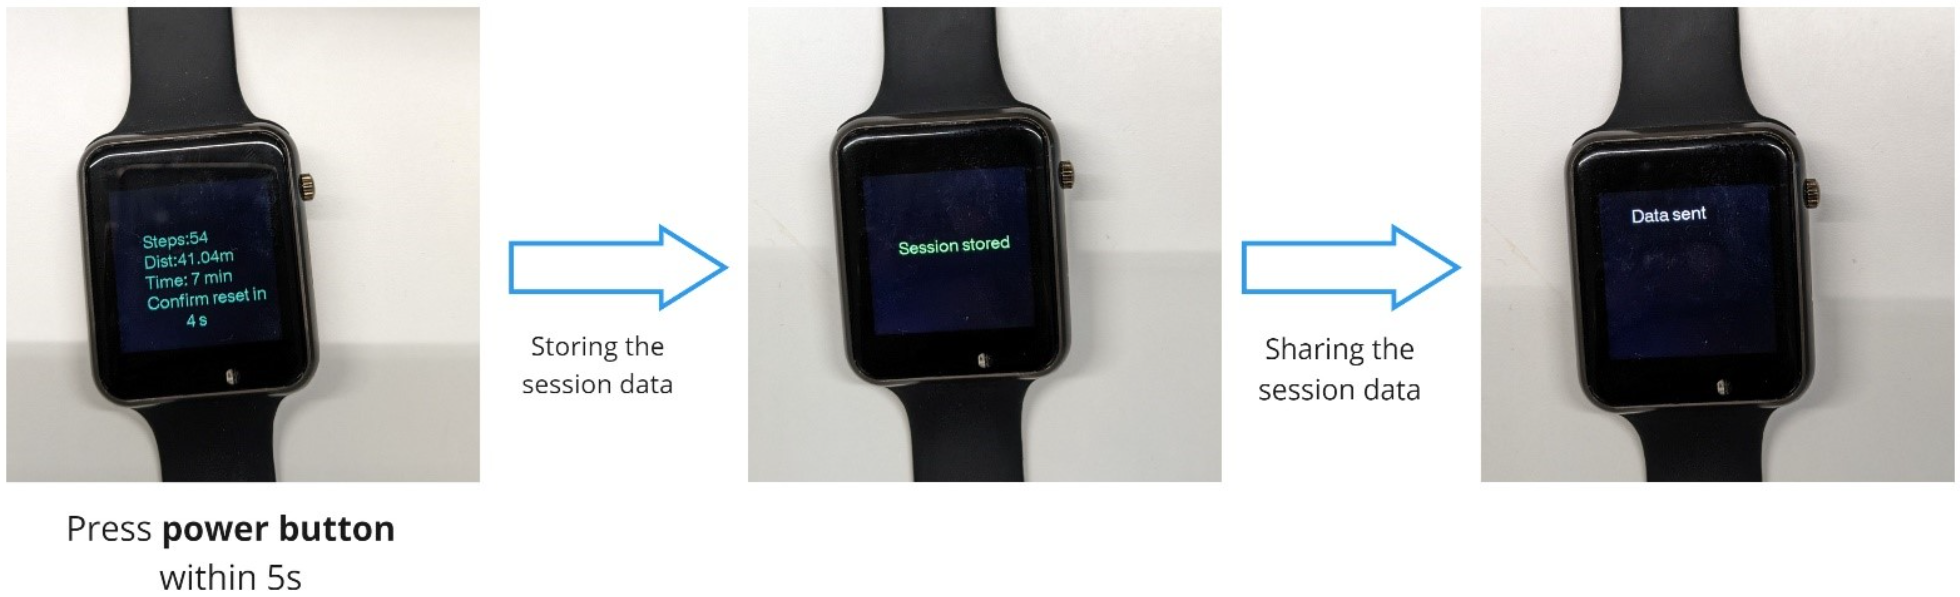 Steps:54
Dist:41.04m
Time: 7 min
Confirm reset in
4 s
Press power button
within 5s
Storing the
session data
Session stored
Sharing the
session data
Data sent